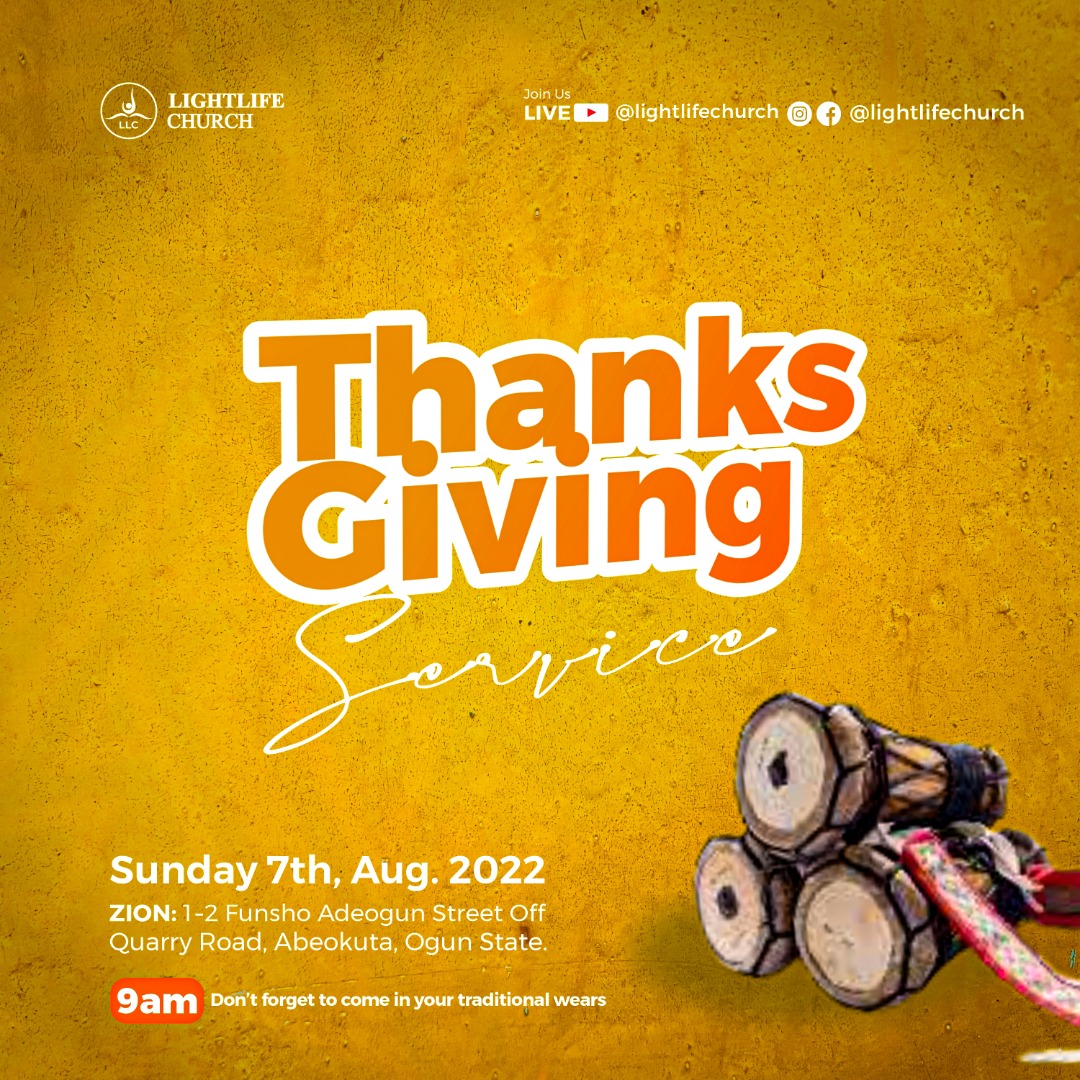 LLC
LIGHTLIFE
CHURCH
Join Us
LIVE @lightlifechurch @lightlifechurch
Thanks
Giving
Service
Sunday 7th, Aug. 2022
ZION: 1-2 Funsho Adeogun Street Off
Quarry Road, Abeokuta, Ogun State.
9am Don't forget to come in your traditional wears